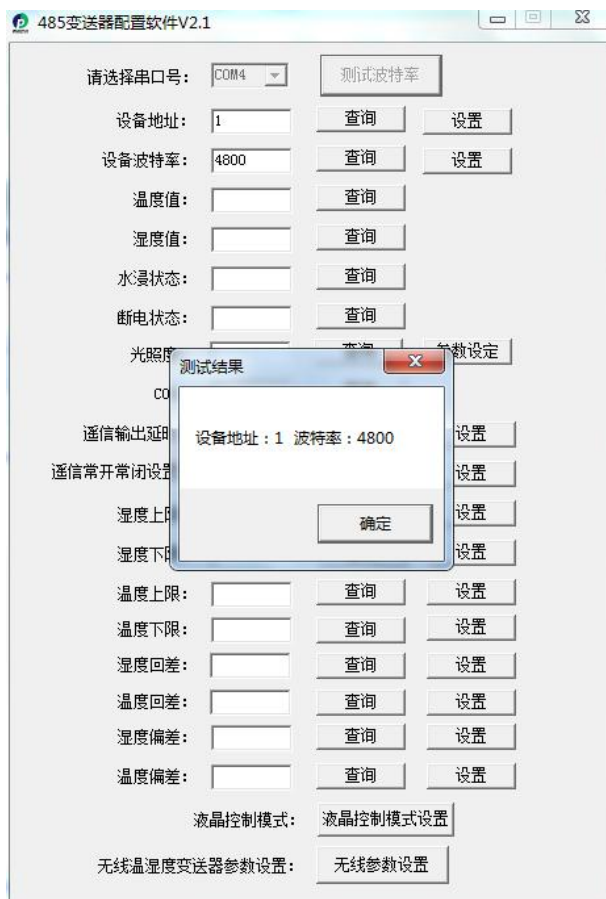 485变送器配置软件V2.1
请选择串口号： COM4 测试波特率
设备地址： 1 查询 设置
设备波特率： 4800 查询 设置
温度值： 查询
湿度值： 查询
水浸状态： 查询
断电状态： 查询
光照度 查询 参数设定
测试结果
CO
设备地址：1 波特率：4800
遥信输出延时 设置
遥信常开常闭设置 设置
确定
湿度上限 设置
湿度下限 设置
温度上限： 查询 设置
温度下限： 查询 设置
湿度回差： 查询 设置
温度回差： 查询 设置
湿度偏差： 查询 设置
温度偏差： 查询 设置
液晶控制模式： 液晶控制模式设置
无线温湿度变送器参数设置： 无线参数设置